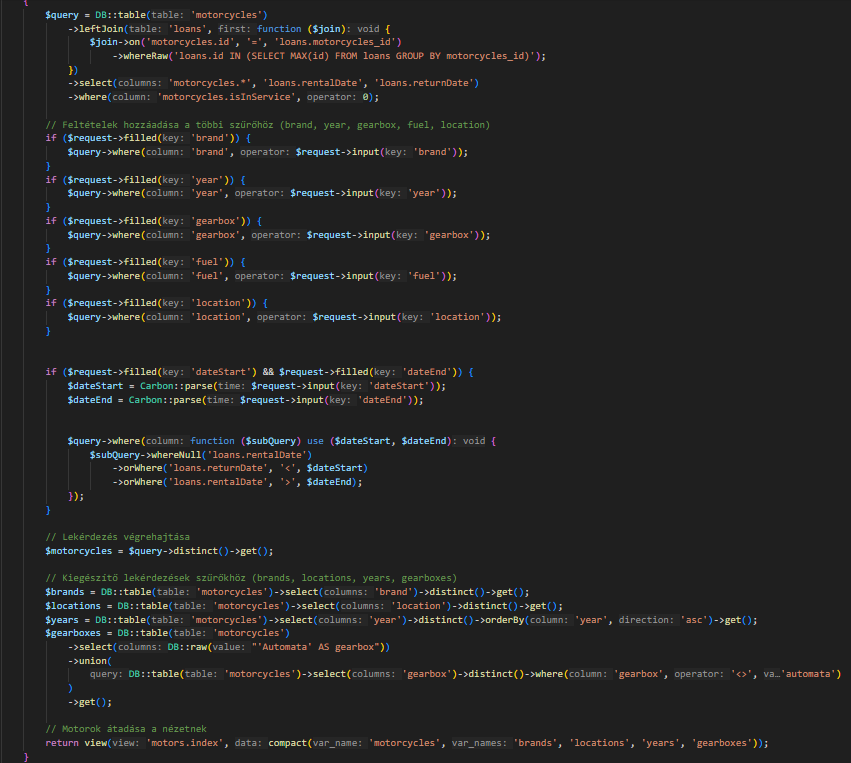 {
$query = DB::table(table: 'motorcycles')
->leftJoin(table: 'loans', first: function ($join): void {
$join->on('motorcycles.id', '=', 'loans.motorcycles_id')
->whereRaw('loans.id IN (SELECT MAX(id) FROM loans GROUP BY motorcycles_id)');
})
->select(columns: 'motorcycles.*', 'loans.rentalDate', 'loans.returnDate')
->where(column: 'motorcycles.isInService', operator: 0);
// Feltételek hozzáadása a többi szűrőhöz (brand, year, gearbox, fuel, location)
if ($request->filled(key: 'brand')) {
$query->where(column: 'brand', operator: $request->input(key: 'brand'));
}
if ($request->filled(key: 'year')) {
$query->where(column: 'year', operator: $request->input(key: 'year'));
}
if ($request->filled(key: 'gearbox')) {
$query->where(column: 'gearbox', operator: $request->input(key: 'gearbox'));
}
if ($request->filled(key: 'fuel')) {
$query->where(column: 'fuel', operator: $request->input(key: 'fuel'));
}
if ($request->filled(key: 'location')) {
$query->where(column: 'location', operator: $request->input(key: 'location'));
}
if ($request->filled(key: 'dateStart') && $request->filled(key: 'dateEnd')) {
$dateStart = Carbon::parse(time: $request->input(key: 'dateStart'));
$dateEnd = Carbon::parse(time: $request->input(key: 'dateEnd'));
$query->where(column: function ($subQuery) use ($dateStart, $dateEnd): void {
$subQuery->whereNull('loans.rentalDate')
->orWhere('loans.returnDate', '<', $dateStart)
->orWhere('loans.rentalDate', '>', $dateEnd);
});
}
// Lekérdezés végrehajtása
$motorcycles = $query->distinct()->get();
// Kiegészítő lekérdezések szűrőkhöz (brands, locations, years, gearboxes)
$brands = DB::table(table: 'motorcycles')->select(columns: 'brand')->distinct()->get();
$locations = DB::table(table: 'motorcycles')->select(columns: 'location')->distinct()->get();
$years = DB::table(table: 'motorcycles')->select(columns: 'year')->distinct()->orderBy(column: 'year', direction: 'asc')->get();
$gearboxes = DB::table(table: 'motorcycles')
->select(columns: DB::raw(value: "'Automata' AS gearbox"))
->union(
query: DB::table(table: 'motorcycles')->select(columns: 'gearbox')->distinct()->where(column: 'gearbox', operator: '<>', va…'automata')
)
->get();
// Motorok átadása a nézetnek
return view(view: 'motors.index', data: compact(var_name: 'motorcycles', var_names: 'brands', 'locations', 'years', 'gearboxes'));
}